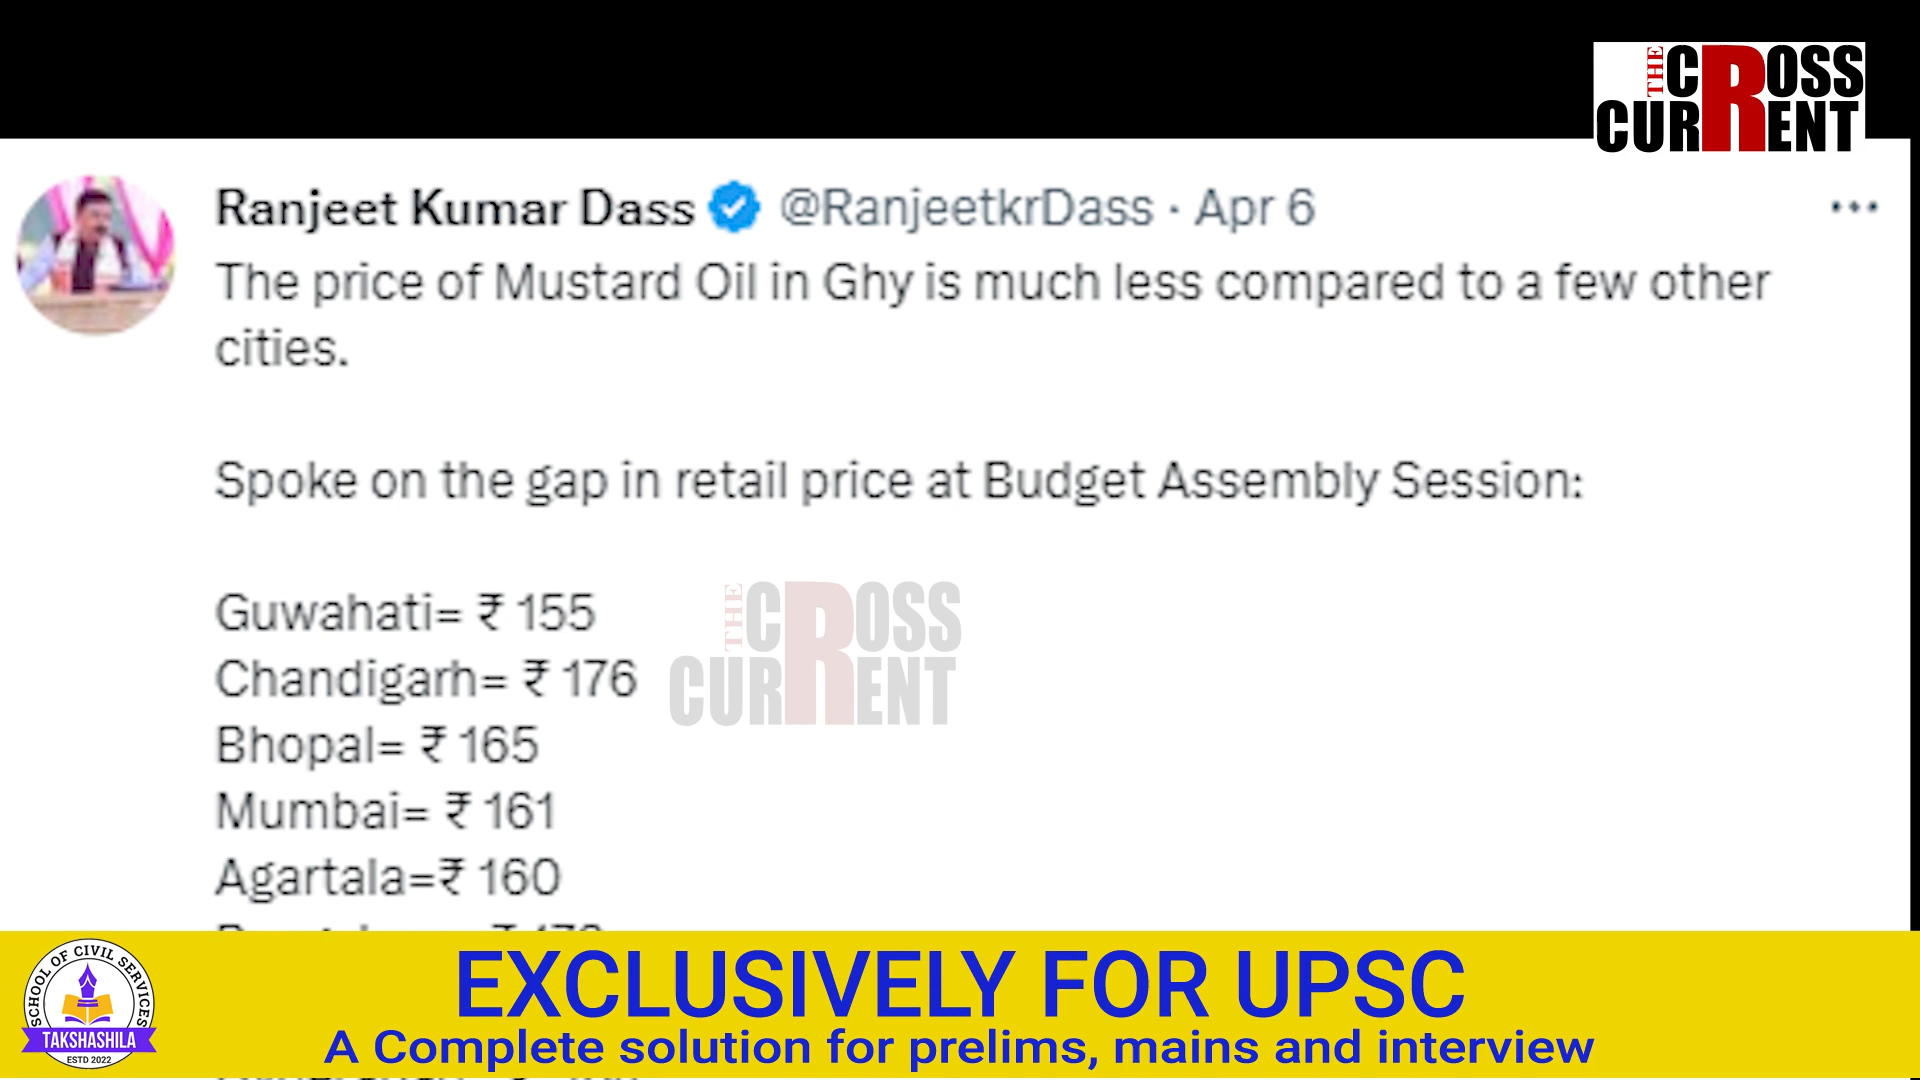 THE CROSS CURRENT
Ranjeet Kumar Dass @RanjeetkrDass · Apr 6
The price of Mustard Oil in Ghy is much less compared to a few other
cities.
Spoke on the gap in retail price at Budget Assembly Session:
Guwahati= ₹ 155
Chandigarh= ₹ 176
Bhopal= ₹ 165
Mumbai= ₹ 161
Agartala=₹ 160
THE CROSS CURRENT
SCHOOL OF CIVIL SERVICES
TAKSHASHILA
ESTD 2022
EXCLUSIVELY FOR UPSC
A Complete solution for prelims, mains and interview